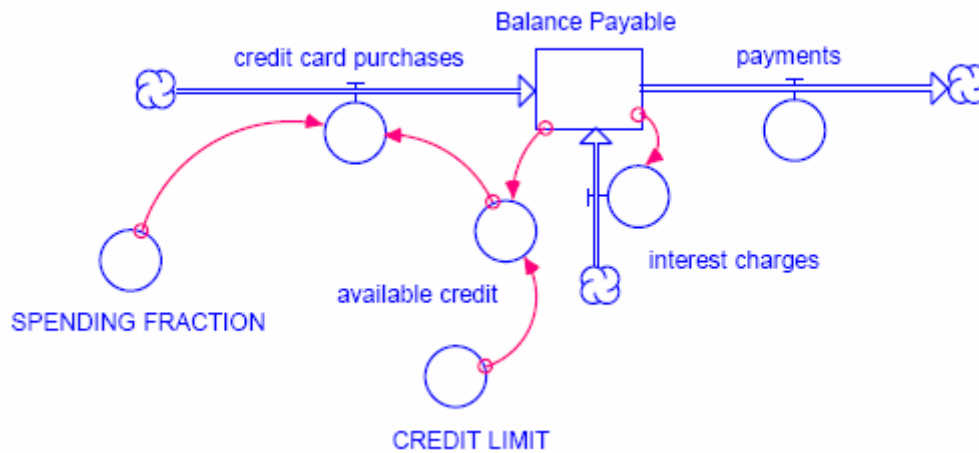 Balance Payable
credit card purchases
payments
interest charges
available credit
SPENDING FRACTION
CREDIT LIMIT